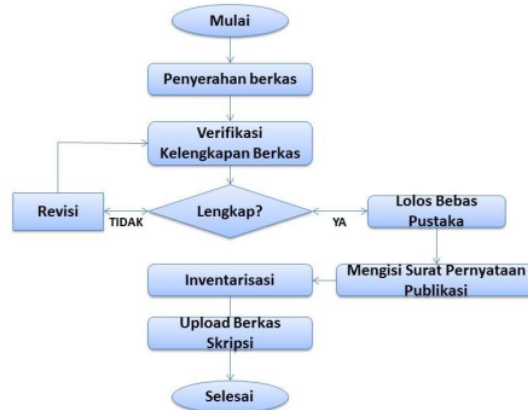 Mulai
Penyerahan berkas
Verifikasi
Kelengkapan Berkas
Lengkap?
Revisi
TIDAK
YA
Lolos Bebas
Pustaka
Mengisi Surat Pernyataan
Publikasi
Inventarisasi
Upload Berkas
Skripsi
Selesai